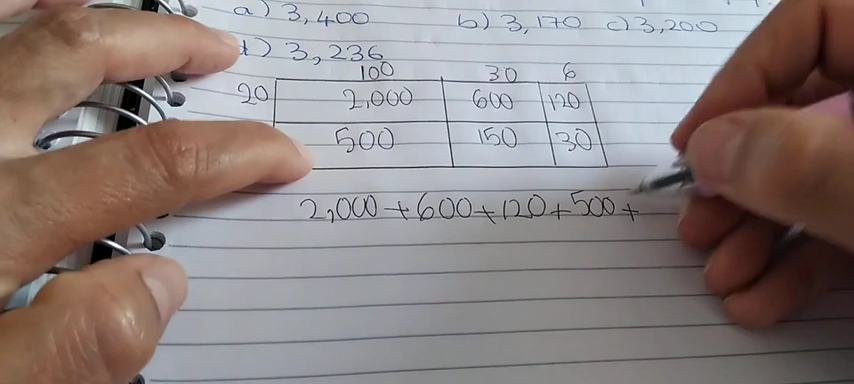 a) 3,400 b) 3,170 c) 3,200
d) 3,236
100 30 6
20 2,000 600 120
500 150 30
2,000 + 600 + 120 + 500 +